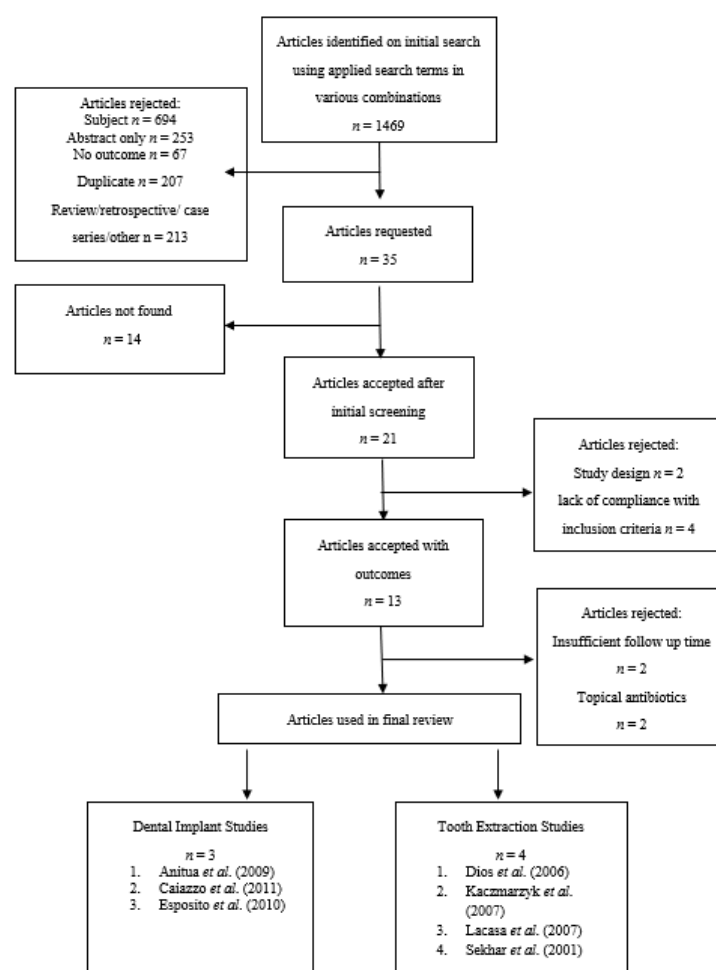 Articles identified on initial search
using applied search terms in
various combinations
n = 1469
Articles rejected:
Subject n = 694
Abstract only n = 253
No outcome n = 67
Duplicate n = 207
Review/retrospective/ case
series/other n = 213
Articles requested
n = 35
Articles not found
n = 14
Articles accepted after
initial screening
n = 21
Articles rejected:
Study design n = 2
lack of compliance with
inclusion criteria n = 4
Articles accepted with
outcomes
n = 13
Articles rejected:
Insufficient follow up time
n = 2
Topical antibiotics
n = 2
Articles used in final review
Dental Implant Studies
n = 3
1. Anitua et al. (2009)
2. Caiazzo et al. (2011)
3. Esposito et al. (2010)
Tooth Extraction Studies
n = 4
1. Dios et al. (2006)
2. Kaczmarzyk et al.
(2007)
3. Lacasa et al. (2007)
4. Sekhar et al. (2001)